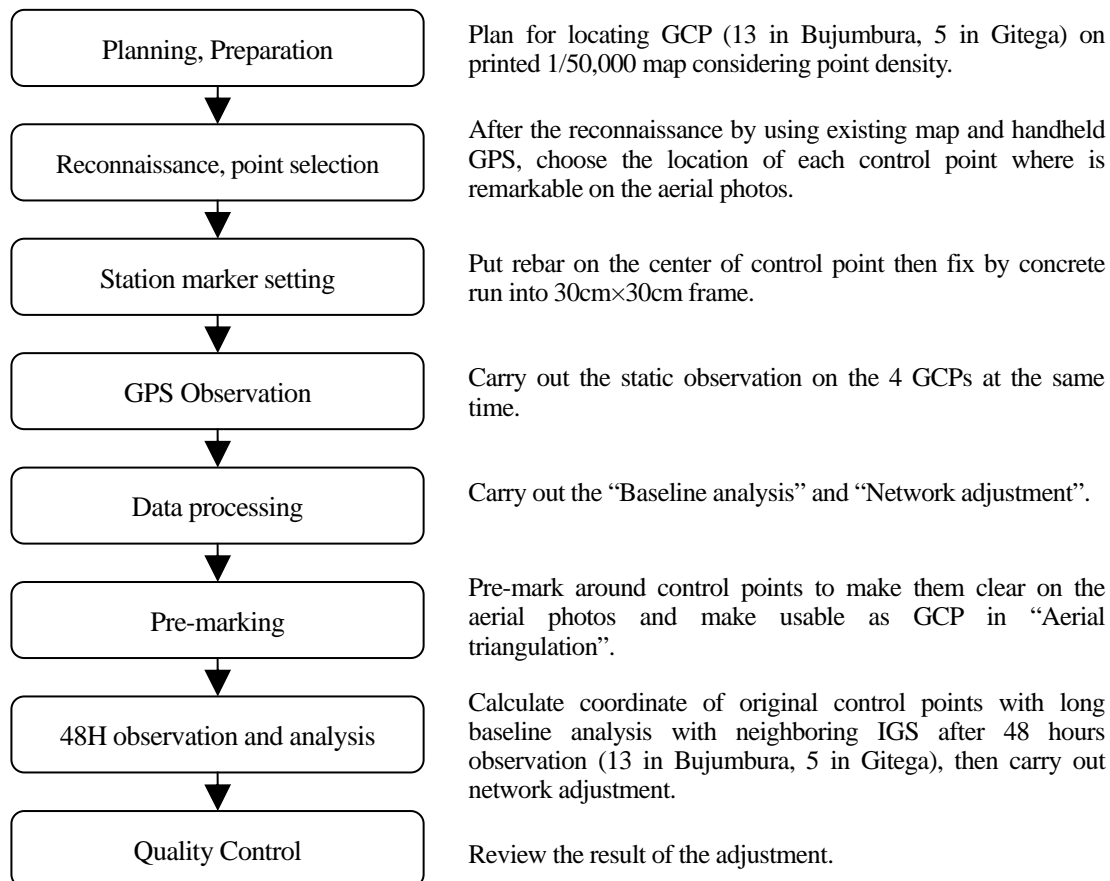 Planning, Preparation
Plan for locating GCP (13 in Bujumbura, 5 in Gitega) on
printed 1/50,000 map considering point density.
Reconnaissance, point selection
After the reconnaissance by using existing map and handheld
GPS, choose the location of each control point where is
remarkable on the aerial photos.
Station marker setting
Put rebar on the center of control point then fix by concrete
run into 30cm×30cm frame.
GPS Observation
Carry out the static observation on the 4 GCPs at the same
time.
Data processing
Carry out the “Baseline analysis” and “Network adjustment”.
Pre-marking
Pre-mark around control points to make them clear on the
aerial photos and make usable as GCP in “Aerial
triangulation”.
48H observation and analysis
Calculate coordinate of original control points with long
baseline analysis with neighboring IGS after 48 hours
observation (13 in Bujumbura, 5 in Gitega), then carry out
network adjustment.
Quality Control
Review the result of the adjustment.